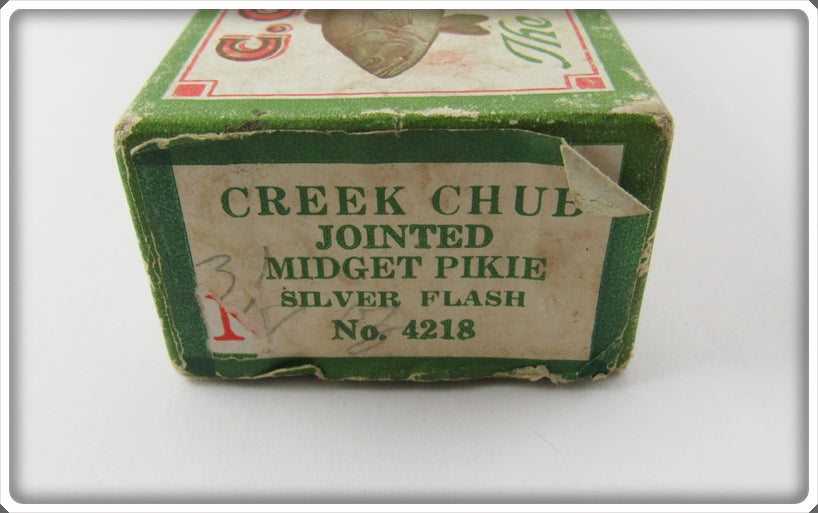 The
CREEK CHUB
JOINTED
MIDGET PIKIE
SILVER FLASH
No. 4218